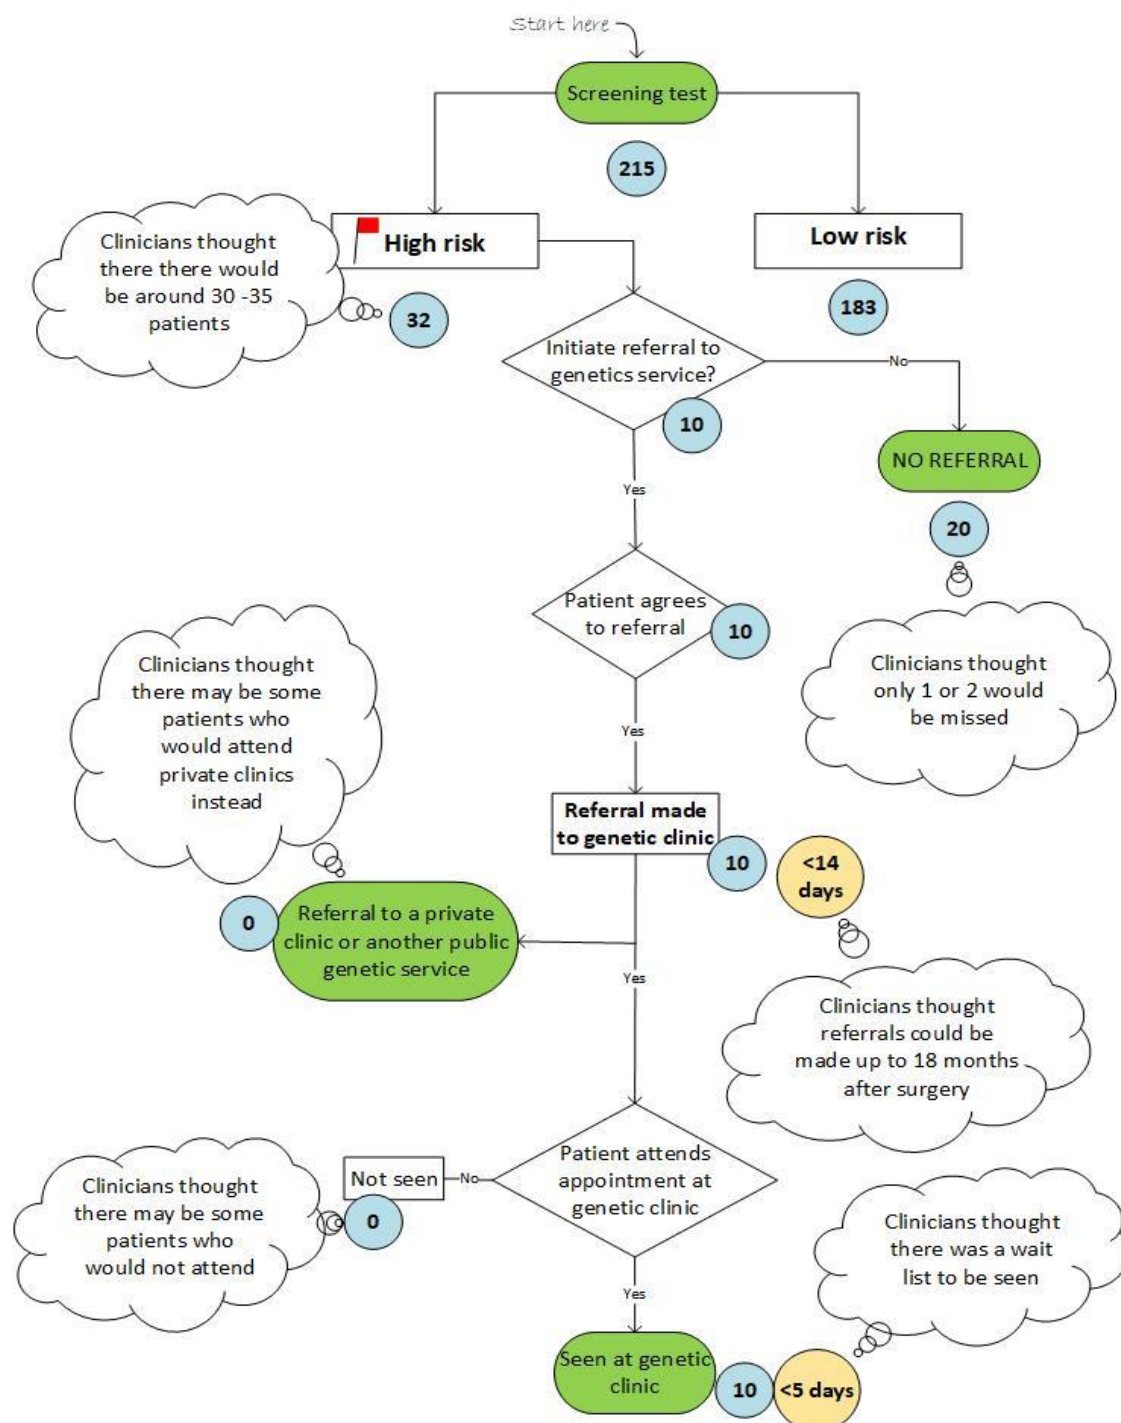 Start here
Screening test
215
Clinicians thought
there there would
be around 30 -35
patients
High risk
Low risk
32
183
Initiate referral to
genetics service?
No
10
NO REFERRAL
Yes
20
Patient agrees
to referral
10
Clinicians thought
only 1 or 2 would
be missed
Clinicians thought
there may be some
patients who
would attend
private clinics
instead
Yes
Referral made
to genetic clinic
10
<14
days
0
Referral to a private
clinic or another public
genetic service
Yes
Clinicians thought
referrals could be
made up to 18 months
after surgery
Patient attends
appointment at
genetic clinic
No
Not seen
0
Clinicians thought
there may be some
patients who
would not attend
Clinicians thought
there was a wait
list to be seen
Yes
Seen at genetic
clinic
10
<5 days